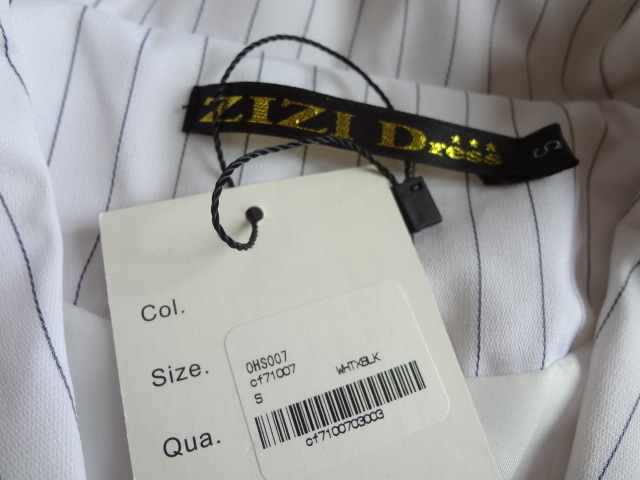 ZIZI Dress
S
Col.
Size.
Qua.
OHS007
cf71007 WHTXBLK
S
cf7100703003